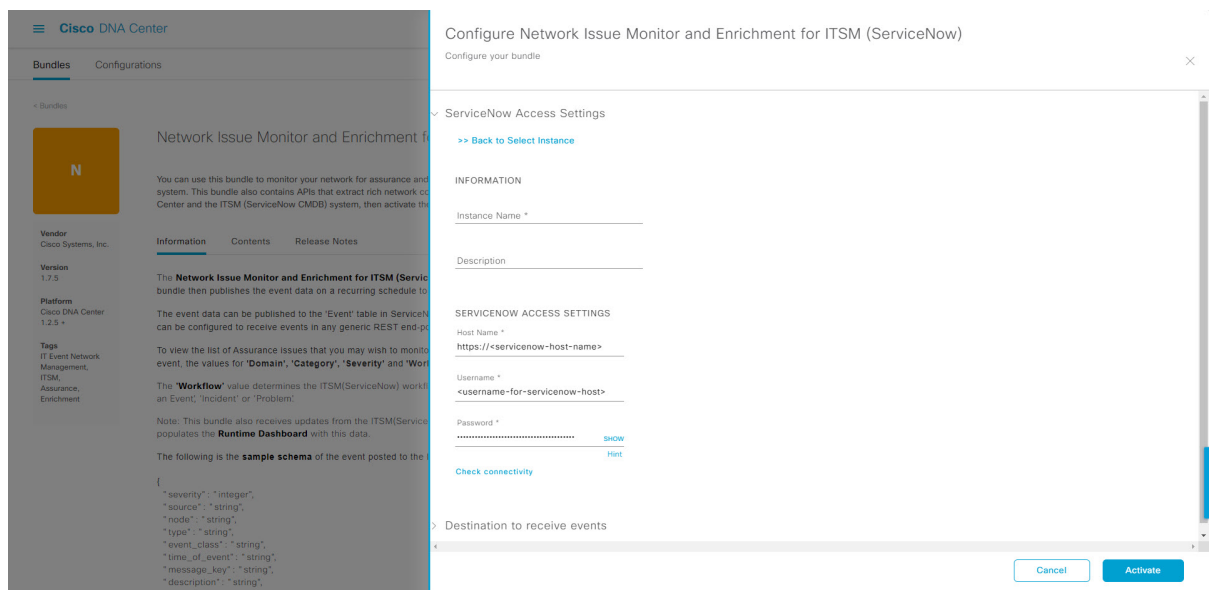 Cisco DNA Center
Bundles Configurations
< Bundles
N
Vendor
Cisco Systems, Inc.
Version
1.7.5
Platform
Cisco DNA Center
1.2.5 +
Tags
IT Event Network
Management,
ITSM,
Assurance,
Enrichment
Network Issue Monitor and Enrichment f
You can use this bundle to monitor your network for assurance and
system. This bundle also contains APIs that extract rich network co
Center and the ITSM (ServiceNow CMDB) system, then activate the
Information Contents Release Notes
The Network Issue Monitor and Enrichment for ITSM (Servic
bundle then publishes the event data on a recurring schedule to
The event data can be published to the 'Event' table in ServiceN
can be configured to receive events in any generic REST end-po
To view the list of Assurance issues that you may wish to monito
event, the values for 'Domain', 'Category', 'Severity' and 'Worl
The 'Workflow' value determines the ITSM(ServiceNow) workfl
an Event', 'Incident' or 'Problem'.
Note: This bundle also receives updates from the ITSM(Service
populates the Runtime Dashboard with this data.
The following is the sample schema of the event posted to the I
{
"severity" : "integer",
"source" : "string",
"node" : "string",
"type" : "string",
"event_class" : "string",
"time_of_event" : "string",
"message_key" : "string",
"description" : "string",
Configure Network Issue Monitor and Enrichment for ITSM (ServiceNow)
Configure your bundle
ServiceNow Access Settings
>> Back to Select Instance
INFORMATION
Instance Name *
Description
SERVICENOW ACCESS SETTINGS
Host Name *
https://<servicenow-host-name>
Username *
<username-for-servicenow-host>
Password *
SHOW
Hint
Check connectivity
Destination to receive events
Cancel Activate